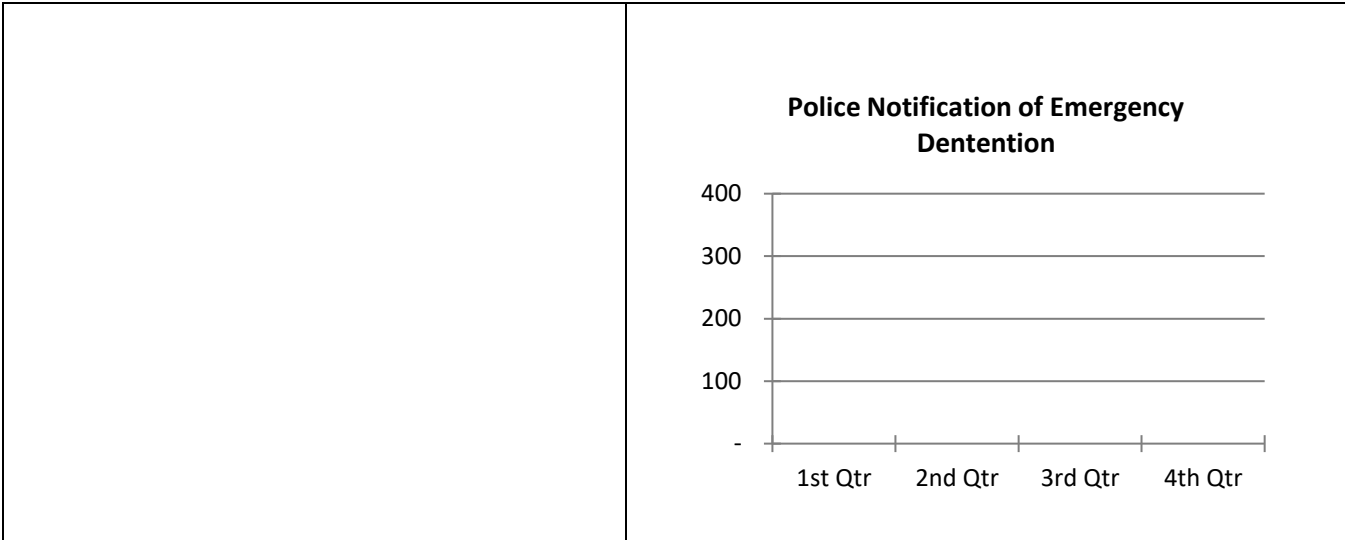 Police Notification of Emergency
Dentention
400
300
200
100
-
1st Qtr 2nd Qtr 3rd Qtr 4th Qtr